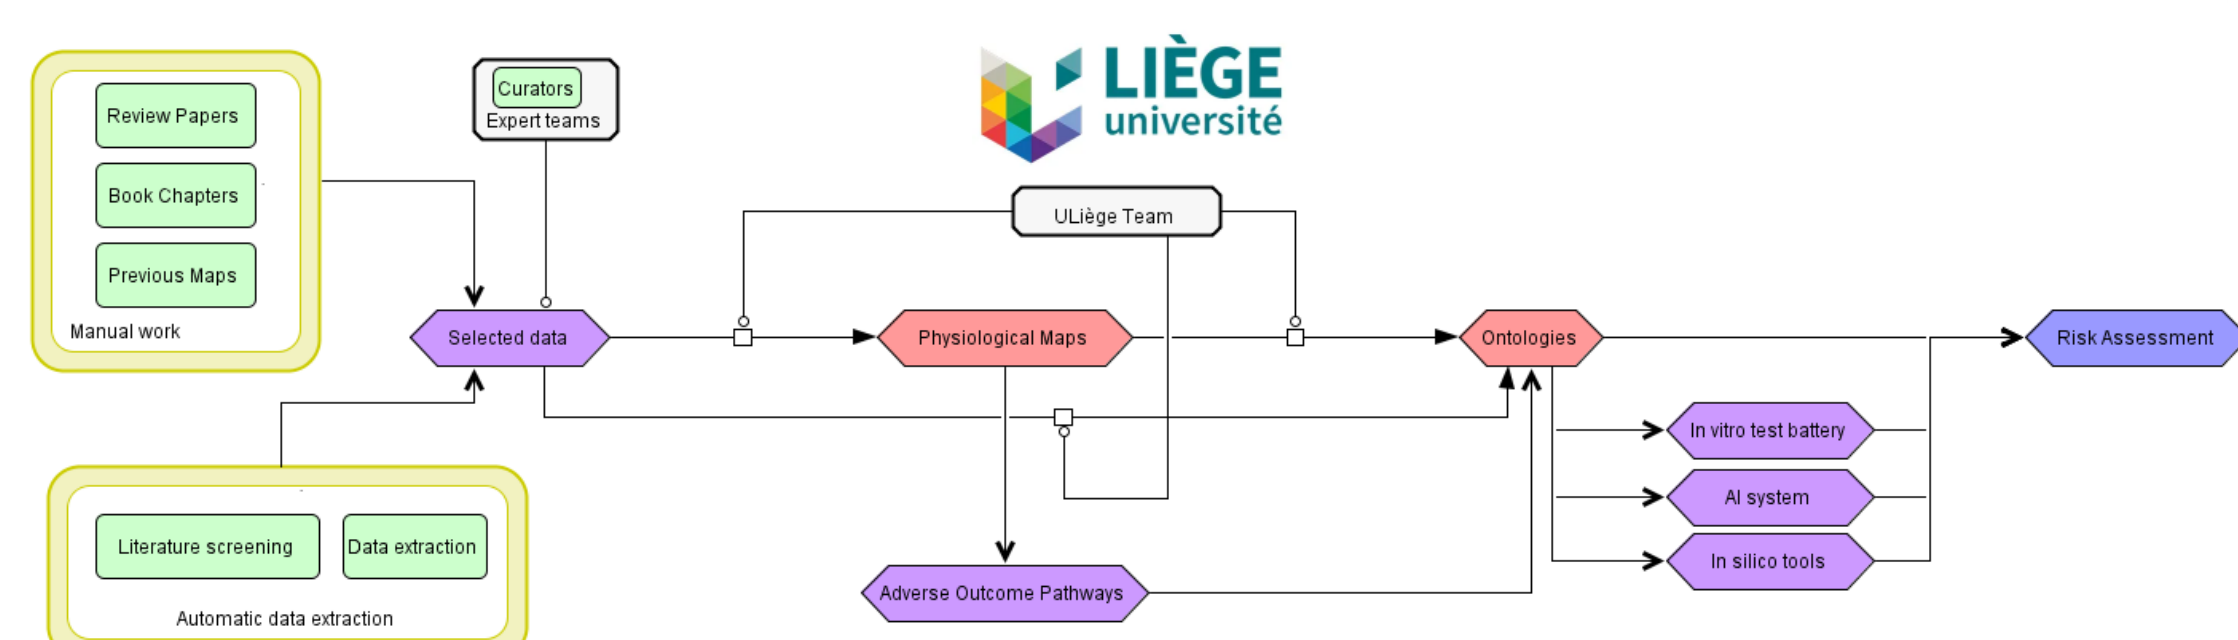 Review Papers
Book Chapters
Previous Maps
Manual work
Curators
Expert teams
LIÈGE
université
ULiège Team
Selected data
Physiological Maps
Ontologies
Risk Assessment
In vitro test battery
AI system
In silico tools
Adverse Outcome Pathways
Literature screening
Data extraction
Automatic data extraction